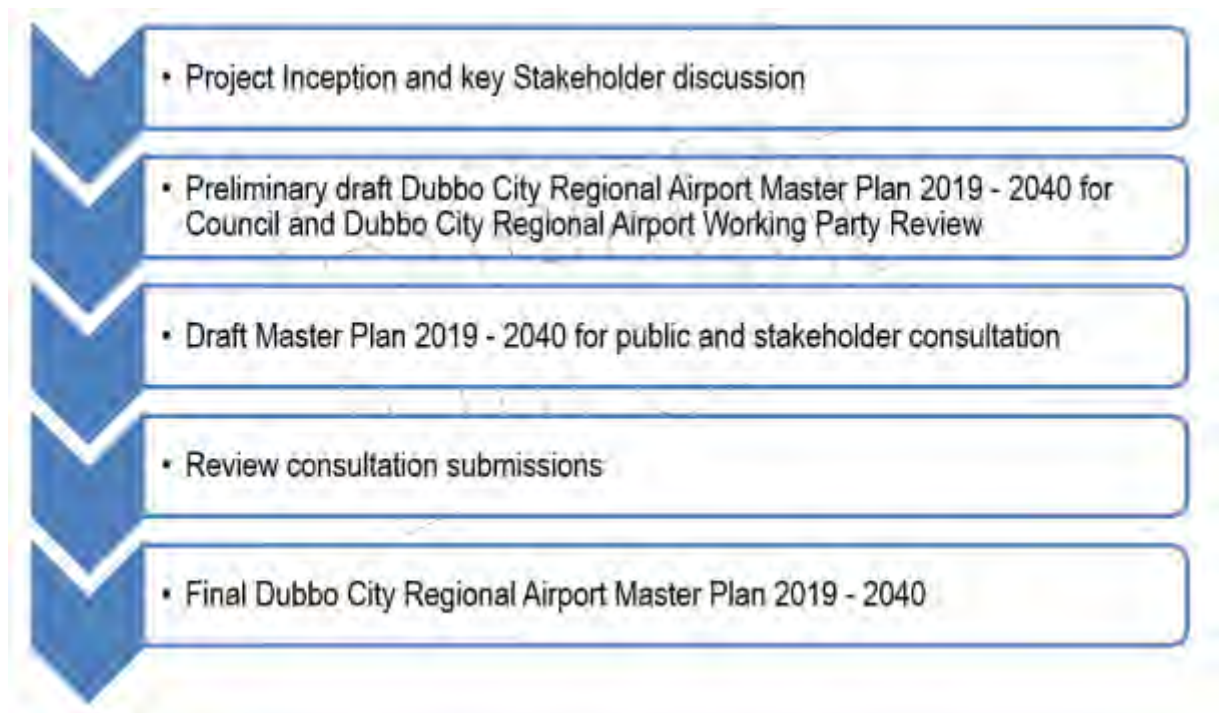 • Project Inception and key Stakeholder discussion
• Preliminary draft Dubbo City Regional Airport Master Plan 2019 - 2040 for
Council and Dubbo City Regional Airport Working Party Review
• Draft Master Plan 2019 - 2040 for public and stakeholder consultation
• Review consultation submissions
• Final Dubbo City Regional Airport Master Plan 2019 - 2040